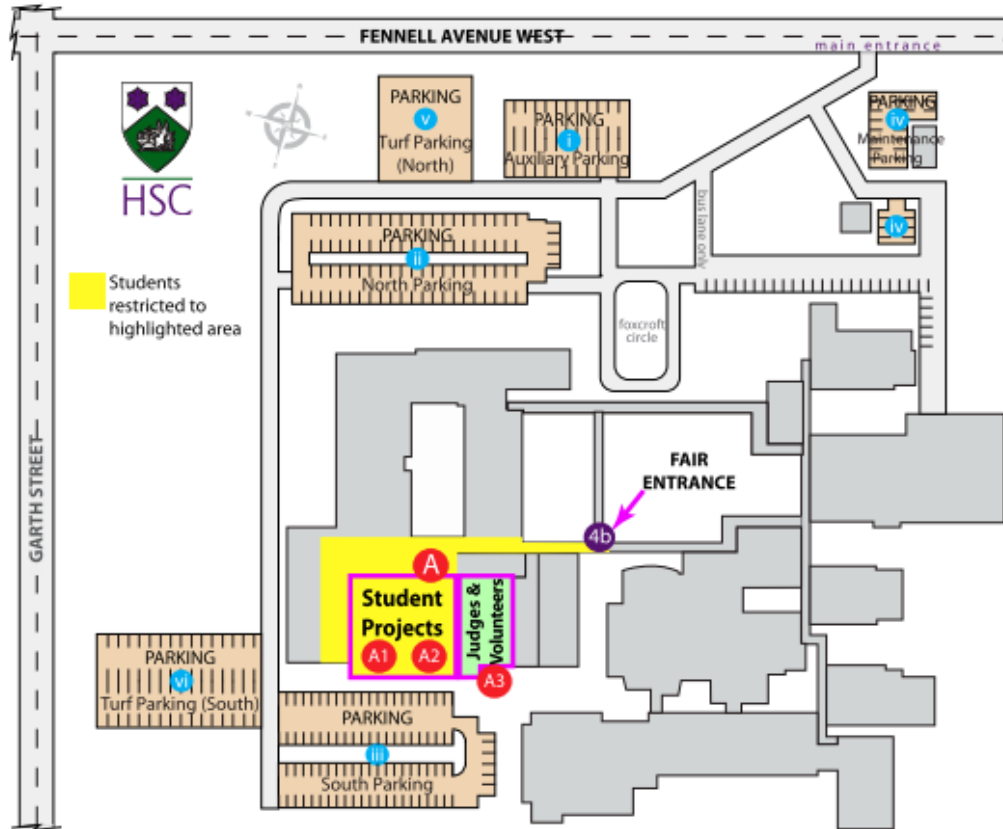 FENNELL AVENUE WEST
main entrance
PARKING
v
Turf Parking
(North)
PARKING
i
Auxiliary Parking
PARKING
iv
Maintenance
Parking
HSC
bus lane only
iv
PARKING
ii
North Parking
Students
restricted to
highlighted area
foxcroft
circle
GARTH STREET
FAIR
ENTRANCE
4b
A
Student
Projects
A1
A2
Judges &
Volunteers
A3
PARKING
vi
Turf Parking (South)
PARKING
iii
South Parking